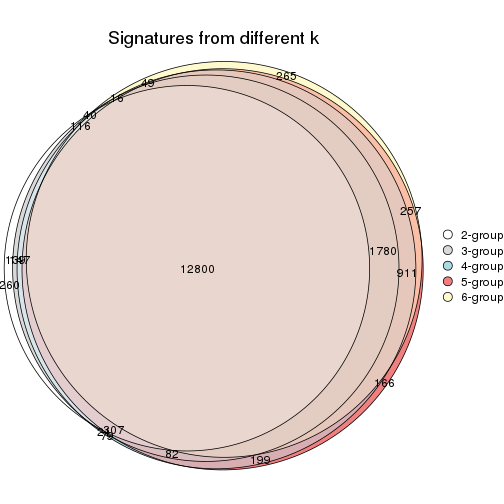 Signatures from different k
265
49
16
40
116
257
1780
12800
911
260
166
307
82
199
2-group
3-group
4-group
5-group
6-group